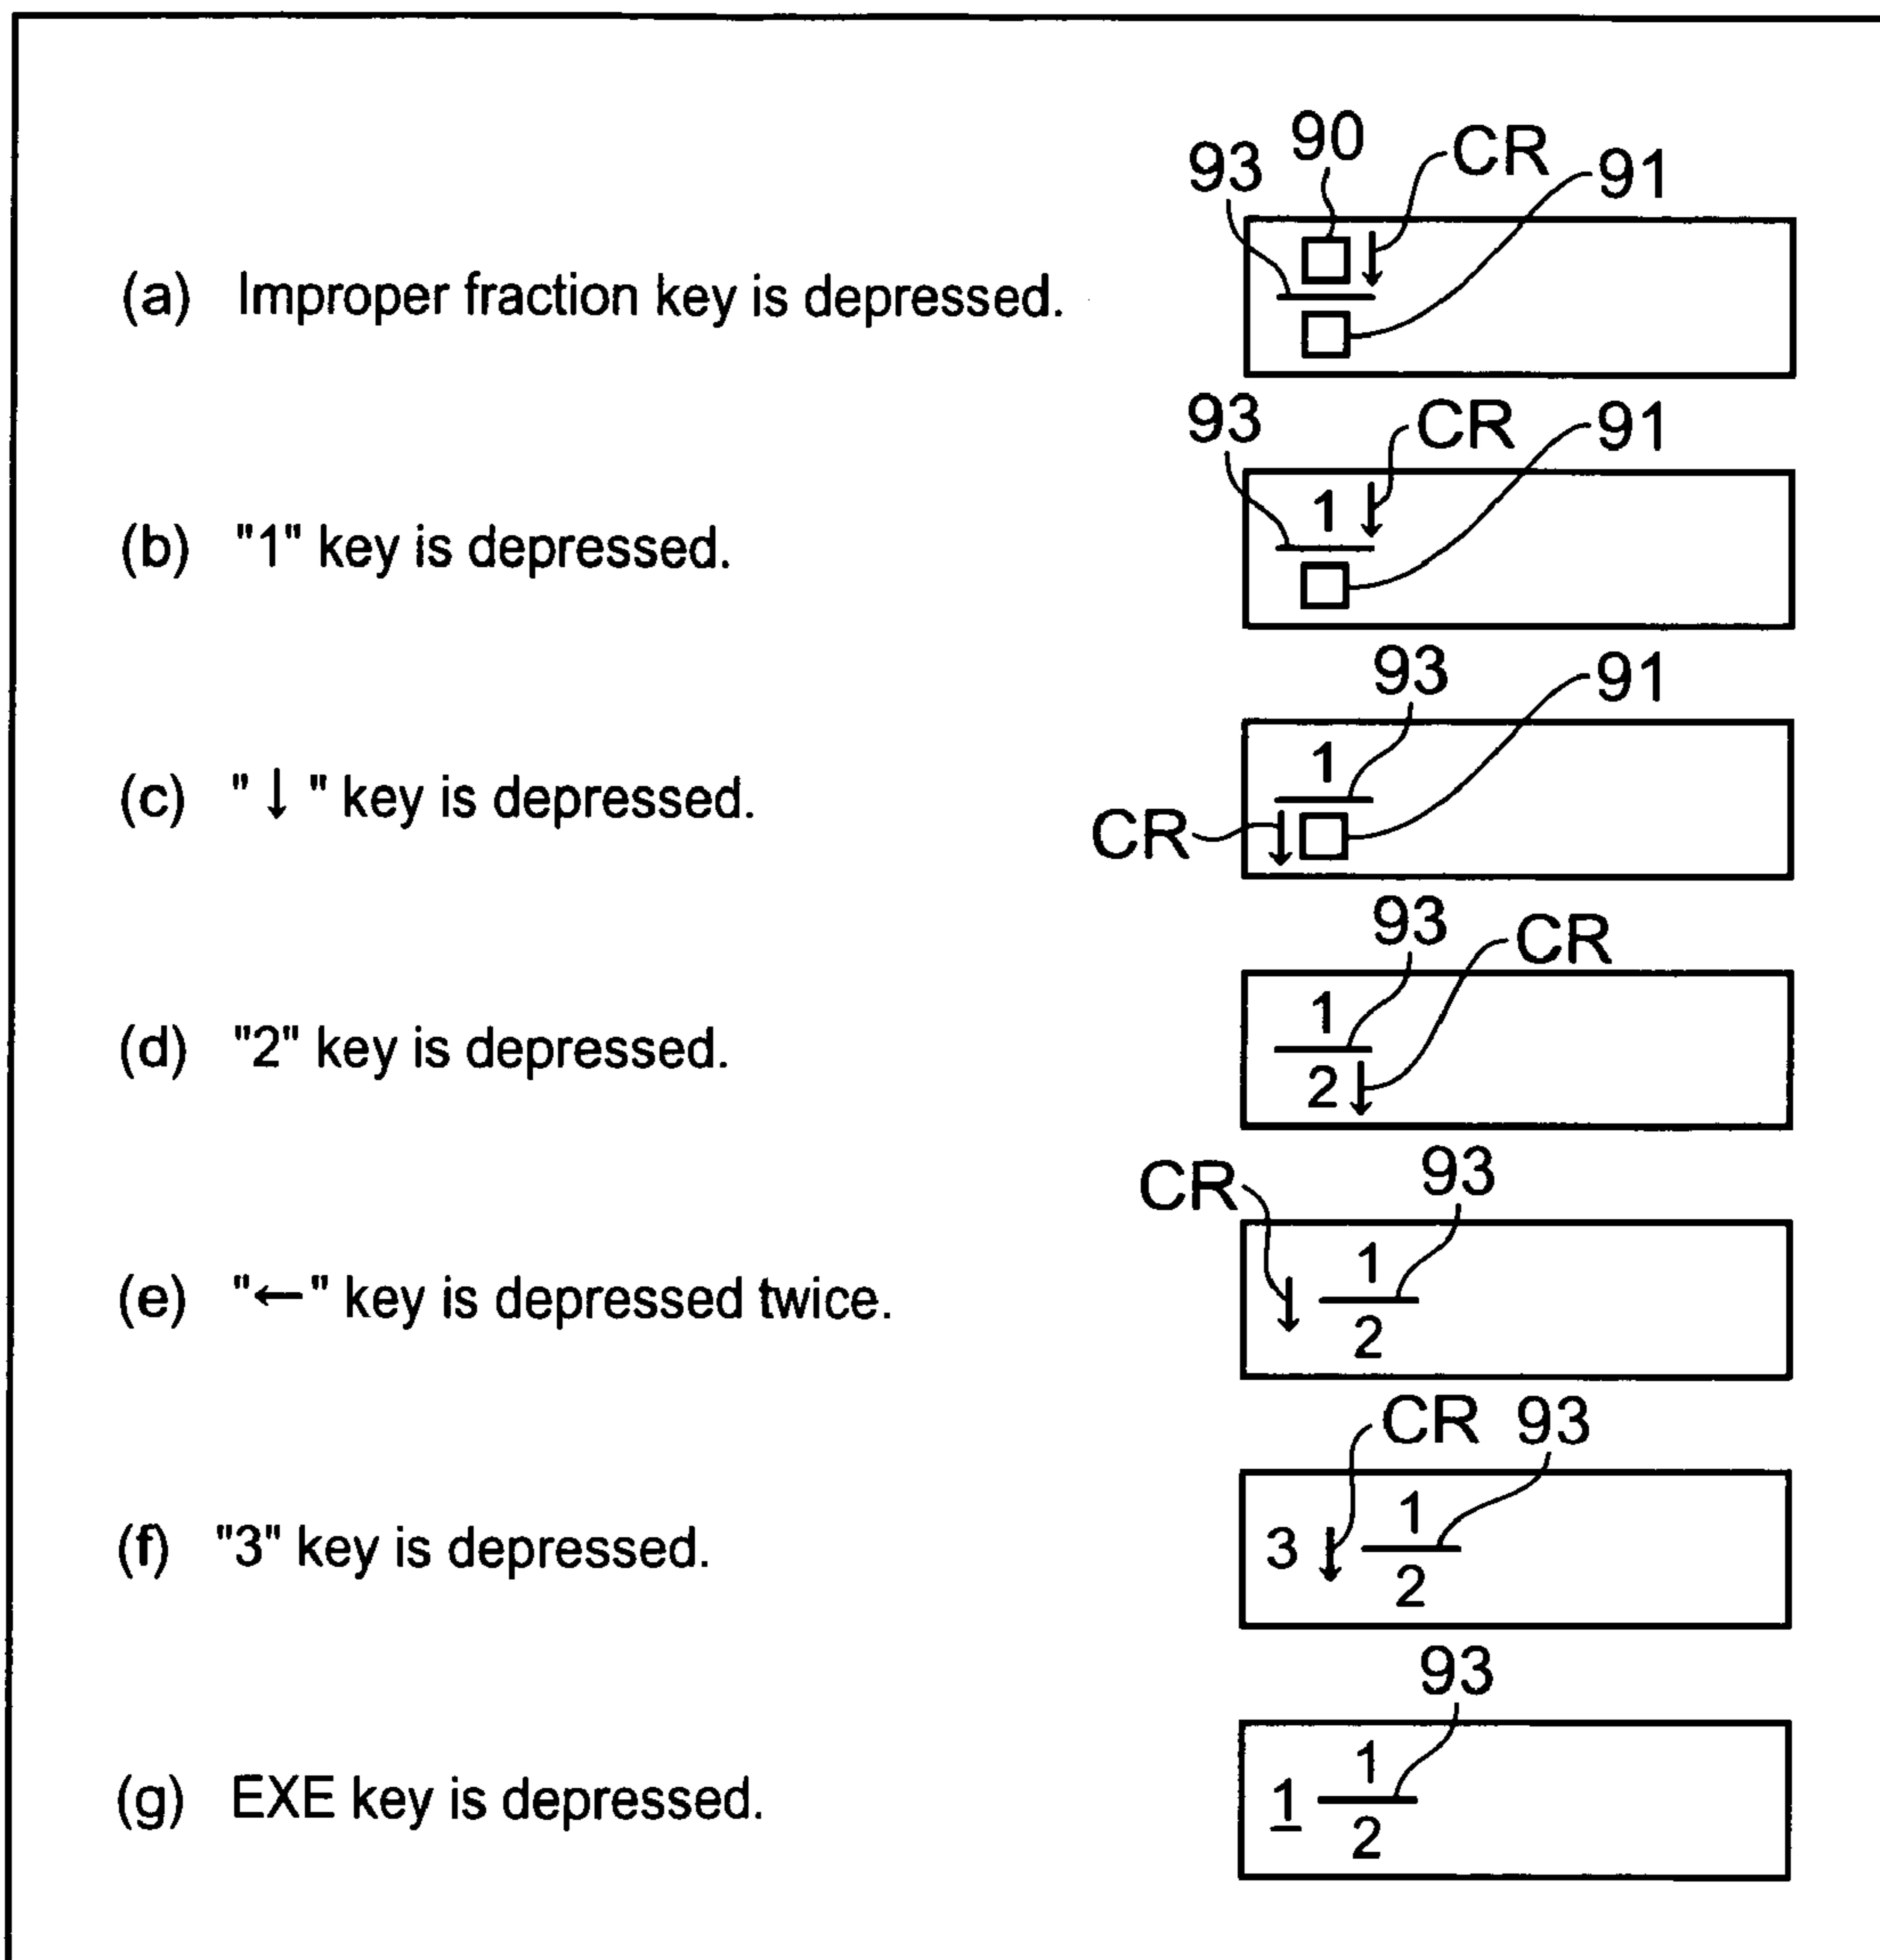 90
93 CR 91
(a) Improper fraction key is depressed.
93 CR 91
1
(b) "1" key is depressed.
93 91
1
(c) "↓" key is depressed.
CR
93 CR
1
(d) "2" key is depressed.
2
CR 93
1
(e) "←" key is depressed twice.
2
CR 93
1
(f) "3" key is depressed. 3
2
93
1
(g) EXE key is depressed. 1
2